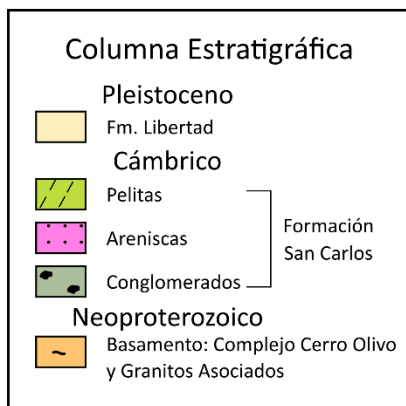 Columna Estratigráfica
Pleistoceno
Fm. Libertad
Cámbrico
Pelitas
Areniscas
Conglomerados
Formación
San Carlos
Neoproterozoico
Basamento: Complejo Cerro Olivo
y Granitos Asociados